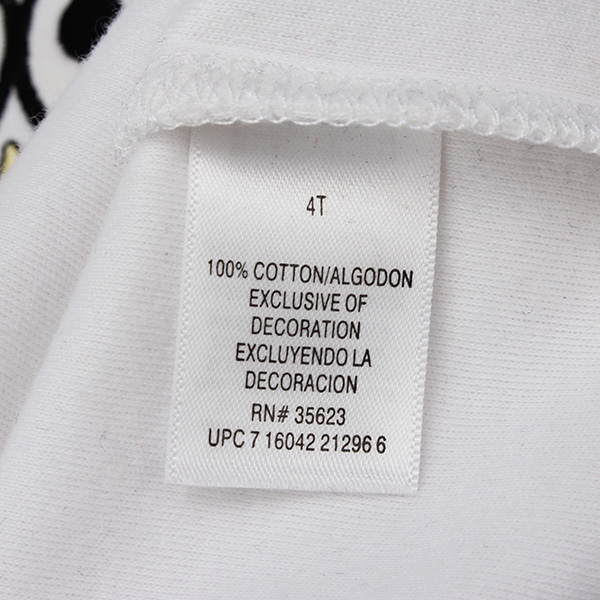 4T
100% COTTON/ALGODON
EXCLUSIVE OF
DECORATION
EXCLUYENDO LA
DECORACION
RN# 35623
UPC 7 16042 21296 6